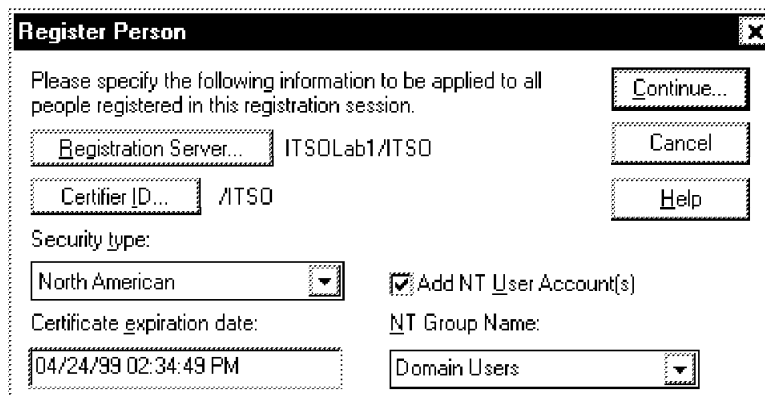 Register Person
Please specify the following information to be applied to all
people registered in this registration session.
Continue...
Registration Server... ITSOLab1/ITSO
Cancel
Certifier ID... /ITSO
Help
Security type:
North American
Add NT User Account(s)
Certificate expiration date:
NT Group Name:
04/24/99 02:34:49 PM
Domain Users